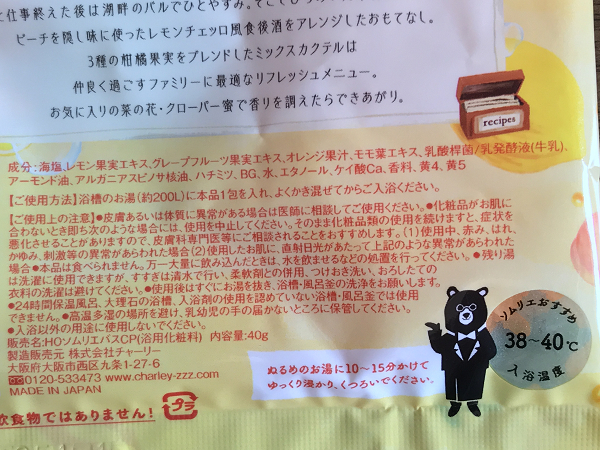 仕事終えた後は湖畔のバルでひとやすみ。
ピーチを隠し味に使ったレモンチェッロ風食後酒をアレンジしたおもてなし。
3種の柑橘果実をブレンドしたミックスカクテルは
仲良く過ごすファミリーに最適なリフレッシュメニュー。
お気に入りの菜の花・クローバー蜜で香りを調えたらできあがり。
recipes
成分:海塩、レモン果実エキス、グレープフルーツ果実エキス、オレンジ果汁、モモ葉エキス、乳酸桿菌/乳発酵液(牛乳)、
アーモンド油、アルガニアスピノサ核油、ハチミツ、BG、水、エタノール、ケイ酸Ca、香料、黄4、黄5
【ご使用方法】浴槽のお湯(約200L)に本品1包を入れ、よくかき混ぜてからご入浴ください。
【ご使用上の注意】●皮膚あるいは体質に異常がある場合は医師に相談してご使用ください。●化粧品がお肌に
合わないとき即ち次のような場合には、使用を中止してください。そのまま化粧品類の使用を続けますと、症状を
悪化させることがありますので、皮膚科専門医等にご相談されることをおすすめします。(1)使用中、赤み、はれ、
かゆみ、刺激等の異常があらわれた場合(2)使用したお肌に、直射日光があたって上記のような異常があらわれた
場合●本品は食べられません。万一大量に飲み込んだときは、水を飲ませるなどの処置を行ってください。●残り湯
は洗濯に使用できますが、すすぎは清水で行い、柔軟剤との併用、つけおき洗い、おろしたての
衣料の洗濯は避けてください。●使用後はすぐにお湯を抜き、浴槽・風呂釜の洗浄をお願いします。
●24時間保温風呂、大理石の浴槽、入浴剤の使用を認めていない浴槽・風呂釜では使用
できません。●高温多湿の場所を避け、乳幼児の手の届かないところに保管してください。
●入浴以外の用途に使用しないでください。
販売名:HOソムリエバスCP(浴用化粧料) 内容量:40g
製造販売元 株式会社チャーリー
大阪府大阪市西区九条1-27-6
0120-533473 www.charley-zzz.com
MADE IN JAPAN
ぬるめのお湯に10~15分かけて
ゆっくり浸かり、くつろいでください。
ソムリエおすすめ
38~40℃
入浴温度
飲食物ではありません!
プラ